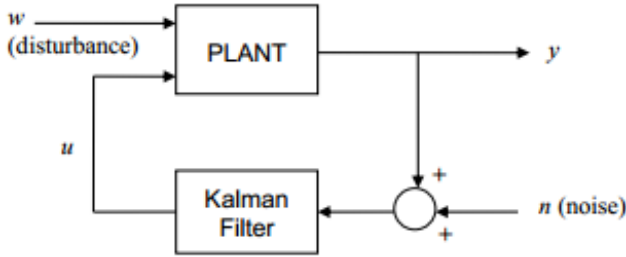 w
(disturbance)
PLANT
y
u
+
Kalman
Filter
n (noise)
+